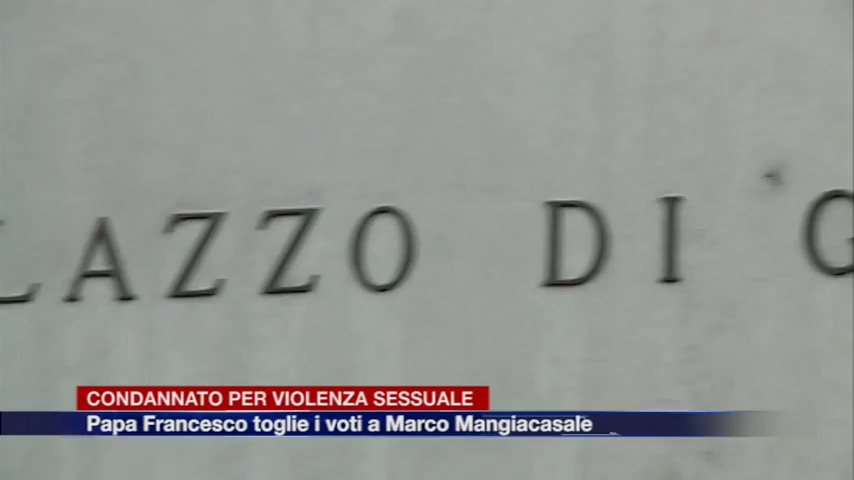 LAZZO DI G
CONDANNATO PER VIOLENZA SESSUALE
Papa Francesco toglie i voti a Marco Mangiacasale